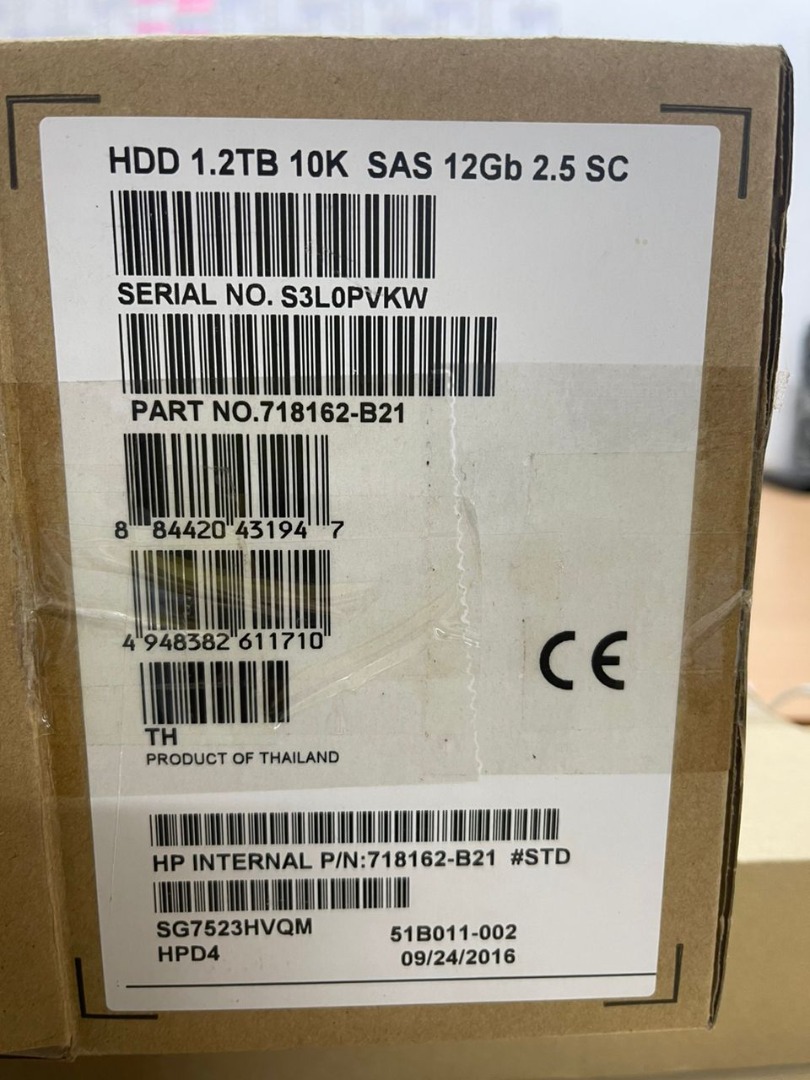 HDD 1.2TB 10K SAS 12Gb 2.5 SC
SERIAL NO. S3L0PVKW
PART NO.718162-B21
8 84420 43194 7
4 948382 611710
CE
TH
PRODUCT OF THAILAND
HP INTERNAL P/N:718162-B21 #STD
SG7523HVQM 51B011-002
HPD4 09/24/2016